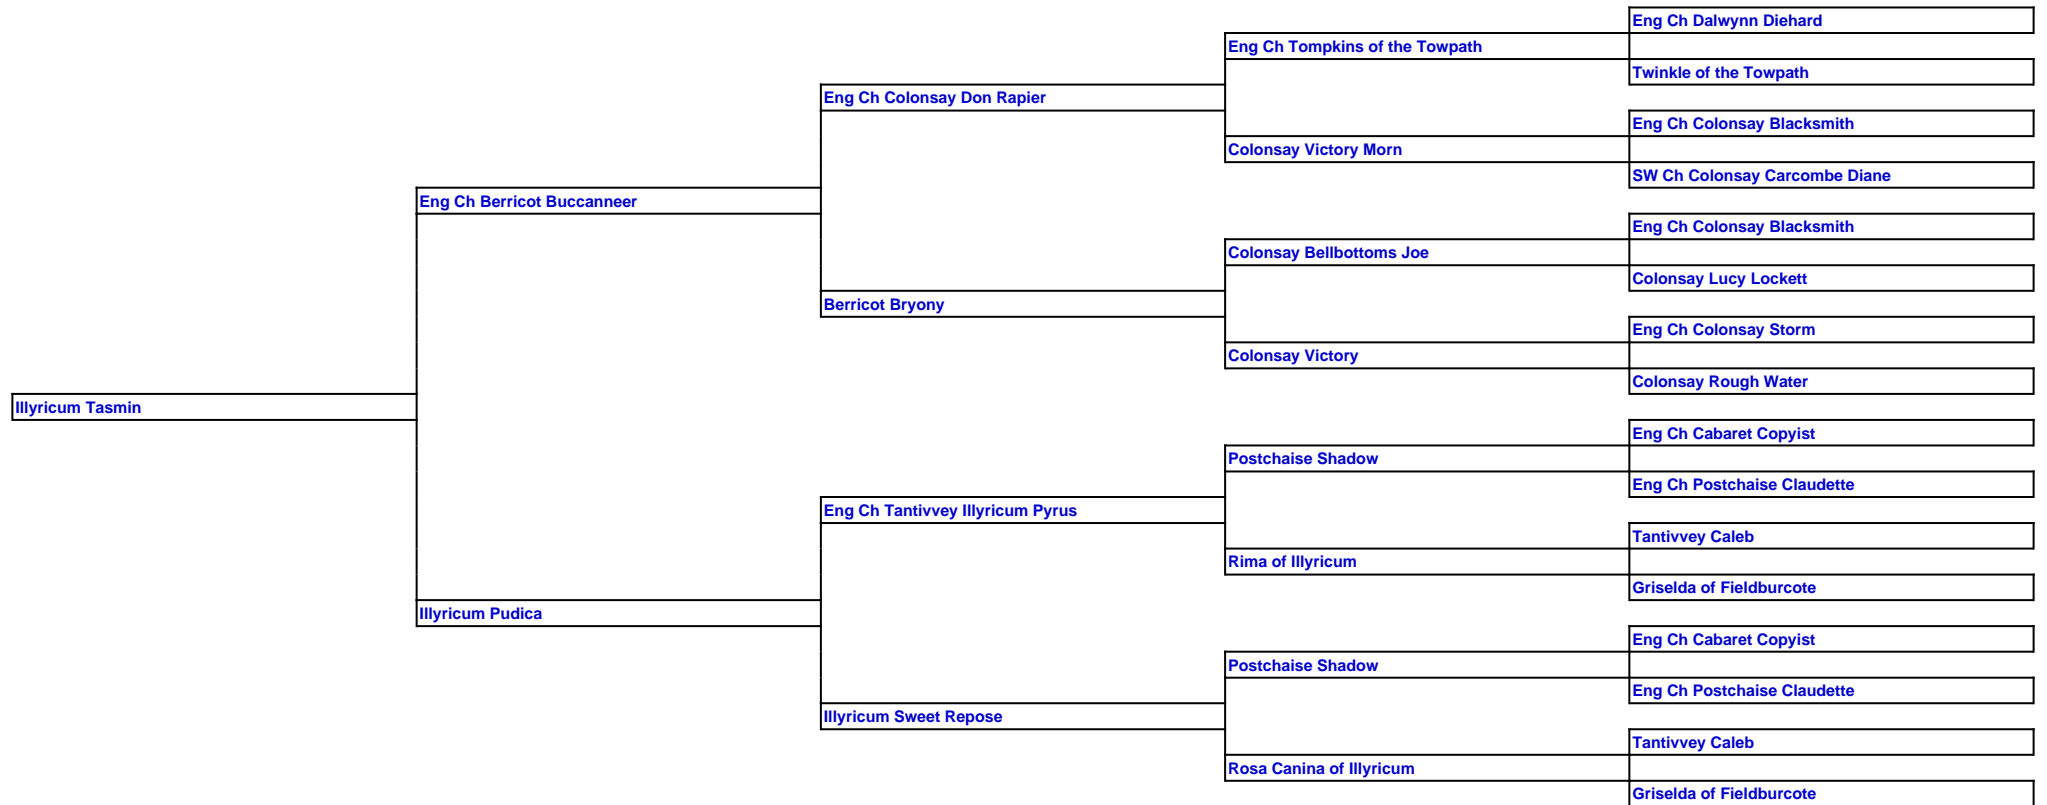 Eng Ch Dalwynn Diehard
Eng Ch Tompkins of the Towpath
Twinkle of the Towpath
Eng Ch Colonsay Don Rapier
Eng Ch Colonsay Blacksmith
Colonsay Victory Morn
SW Ch Colonsay Carcombe Diane
Eng Ch Berricot Buccanneer
Eng Ch Colonsay Blacksmith
Colonsay Bellbottoms Joe
Colonsay Lucy Lockett
Berricot Bryony
Eng Ch Colonsay Storm
Colonsay Victory
Colonsay Rough Water
Illyricum Tasmin
Eng Ch Cabaret Copyist
Postchaise Shadow
Eng Ch Postchaise Claudette
Eng Ch Tantivvey Illyricum Pyrus
Tantivvey Caleb
Rima of Illyricum
Griselda of Fieldburcote
Illyricum Pudica
Eng Ch Cabaret Copyist
Postchaise Shadow
Eng Ch Postchaise Claudette
Illyricum Sweet Repose
Tantivvey Caleb
Rosa Canina of Illyricum
Griselda of Fieldburcote